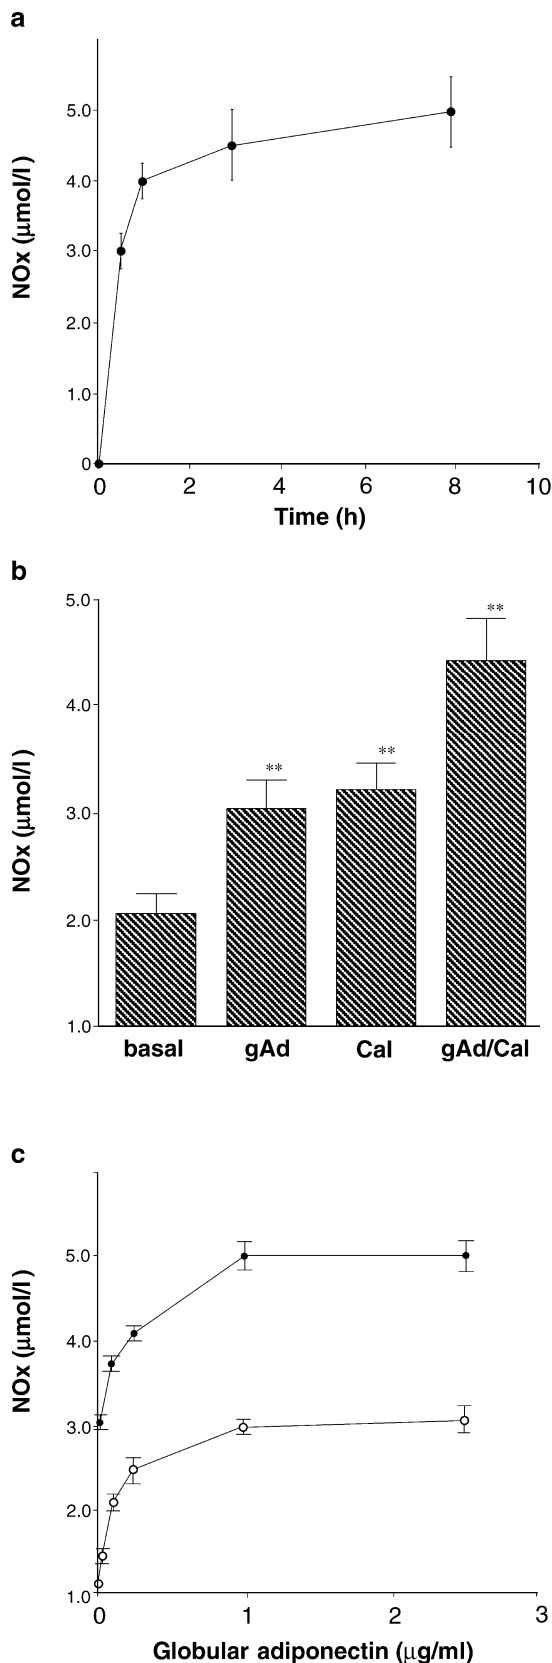 a
NOx (μmol/l)
5.0
4.0
3.0
2.0
1.0
0
0 2 4 6 8 10
Time (h)
b
NOx (μmol/l)
5.0
4.0
3.0
2.0
1.0
**
**
**
basal gAd Cal gAd/Cal
c
NOx (μmol/l)
5.0
4.0
3.0
2.0
1.0
0 1 2 3
Globular adiponectin (μg/ml)